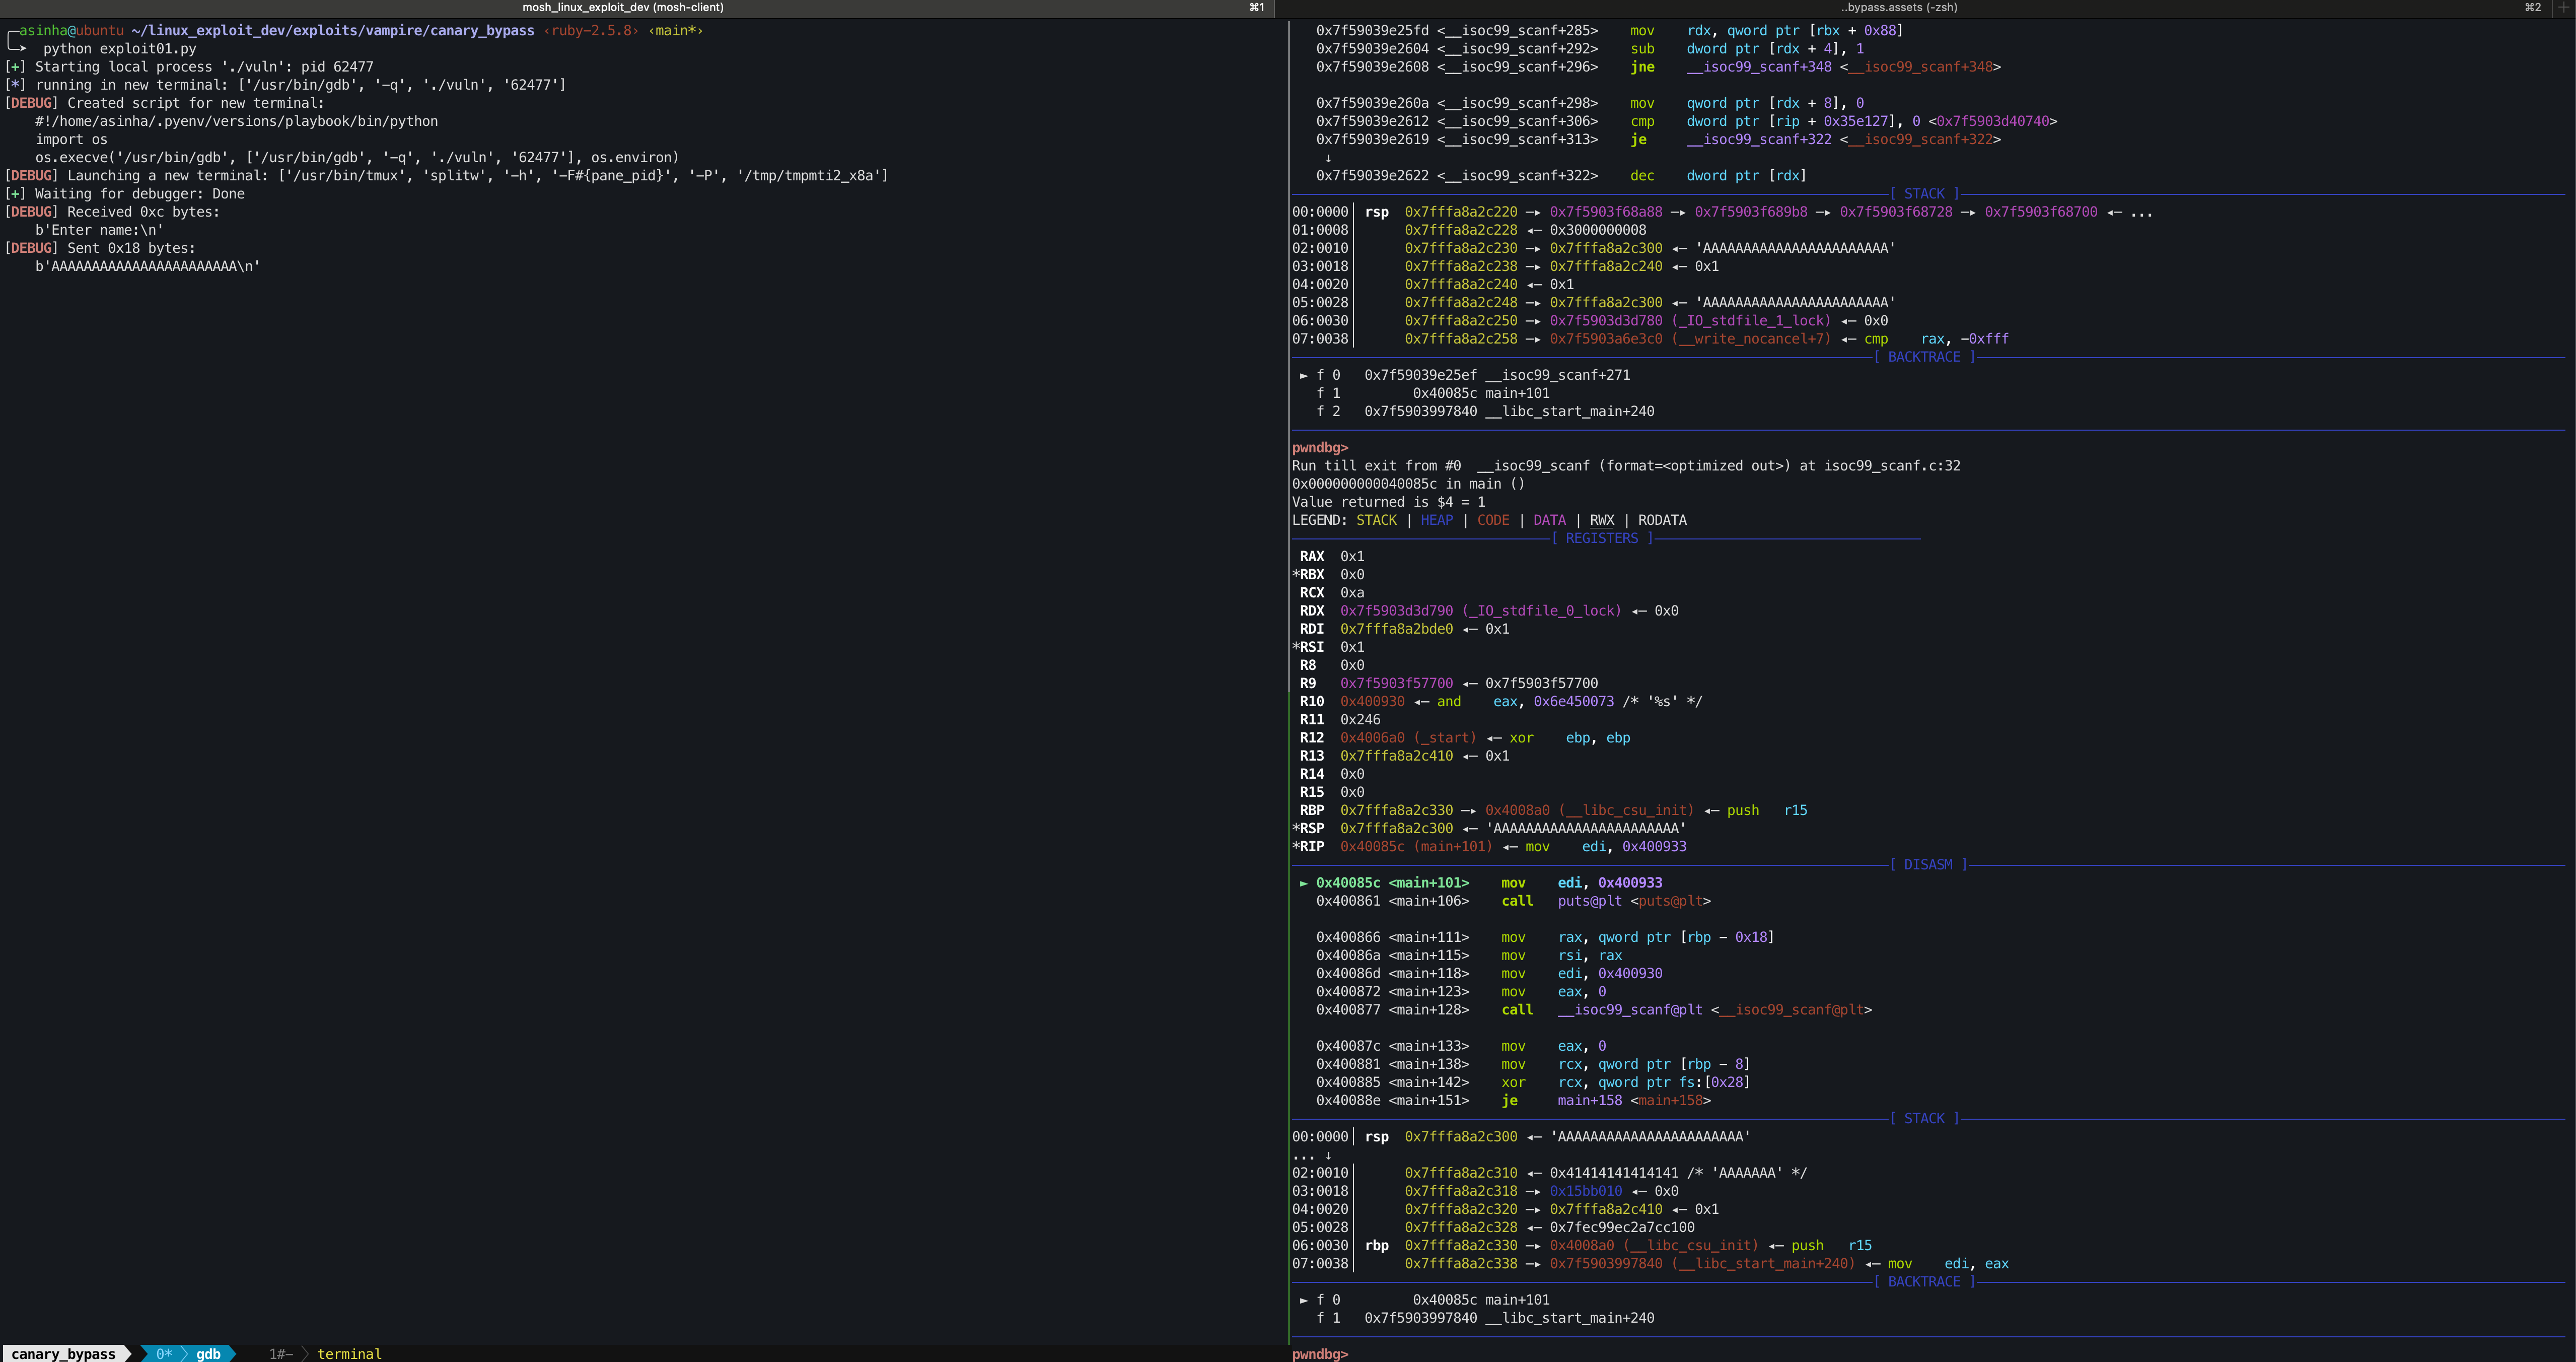 mosh_linux_exploit_dev (mosh-client) ⌘1
..bypass.assets (-zsh) ⌘2 +
╭─asinha@ubuntu ~/linux_exploit_dev/exploits/vampire/canary_bypass ‹ruby-2.5.8› ‹main*›
╰─➤  python exploit01.py
[+] Starting local process './vuln': pid 62477
[*] running in new terminal: ['/usr/bin/gdb', '-q', './vuln', '62477']
[DEBUG] Created script for new terminal:
    #!/home/asinha/.pyenv/versions/playbook/bin/python
    import os
    os.execve('/usr/bin/gdb', ['/usr/bin/gdb', '-q', './vuln', '62477'], os.environ)
[DEBUG] Launching a new terminal: ['/usr/bin/tmux', 'splitw', '-h', '-F#{pane_pid}', '-P', '/tmp/tmpmti2_x8a']
[+] Waiting for debugger: Done
[DEBUG] Received 0xc bytes:
    b'Enter name:\n'
[DEBUG] Sent 0x18 bytes:
    b'AAAAAAAAAAAAAAAAAAAAAAA\n'
   0x7f59039e25fd <__isoc99_scanf+285>    mov    rdx, qword ptr [rbx + 0x88]
   0x7f59039e2604 <__isoc99_scanf+292>    sub    dword ptr [rdx + 4], 1
   0x7f59039e2608 <__isoc99_scanf+296>    jne    __isoc99_scanf+348 <__isoc99_scanf+348>
   0x7f59039e260a <__isoc99_scanf+298>    mov    qword ptr [rdx + 8], 0
   0x7f59039e2612 <__isoc99_scanf+306>    cmp    dword ptr [rip + 0x35e127], 0 <0x7f5903d40740>
   0x7f59039e2619 <__isoc99_scanf+313>    je     __isoc99_scanf+322 <__isoc99_scanf+322>
    ↓
   0x7f59039e2622 <__isoc99_scanf+322>    dec    dword ptr [rdx]
[ STACK ]
00:0000│ rsp  0x7fffa8a2c220 —▸ 0x7f5903f68a88 —▸ 0x7f5903f689b8 —▸ 0x7f5903f68728 —▸ 0x7f5903f68700 ◂— ...
01:0008│      0x7fffa8a2c228 ◂— 0x3000000008
02:0010│      0x7fffa8a2c230 —▸ 0x7fffa8a2c300 ◂— 'AAAAAAAAAAAAAAAAAAAAAAA'
03:0018│      0x7fffa8a2c238 —▸ 0x7fffa8a2c240 ◂— 0x1
04:0020│      0x7fffa8a2c240 ◂— 0x1
05:0028│      0x7fffa8a2c248 —▸ 0x7fffa8a2c300 ◂— 'AAAAAAAAAAAAAAAAAAAAAAA'
06:0030│      0x7fffa8a2c250 —▸ 0x7f5903d3d780 (_IO_stdfile_1_lock) ◂— 0x0
07:0038│      0x7fffa8a2c258 —▸ 0x7f5903a6e3c0 (__write_nocancel+7) ◂— cmp    rax, -0xfff
[ BACKTRACE ]
 ► f 0   0x7f59039e25ef __isoc99_scanf+271
   f 1         0x40085c main+101
   f 2   0x7f5903997840 __libc_start_main+240
pwndbg>
Run till exit from #0  __isoc99_scanf (format=<optimized out>) at isoc99_scanf.c:32
0x000000000040085c in main ()
Value returned is $4 = 1
LEGEND: STACK | HEAP | CODE | DATA | RWX | RODATA
[ REGISTERS ]
 RAX  0x1
*RBX  0x0
 RCX  0xa
 RDX  0x7f5903d3d790 (_IO_stdfile_0_lock) ◂— 0x0
 RDI  0x7fffa8a2bde0 ◂— 0x1
*RSI  0x1
 R8   0x0
 R9   0x7f5903f57700 ◂— 0x7f5903f57700
 R10  0x400930 ◂— and    eax, 0x6e450073 /* '%s' */
 R11  0x246
 R12  0x4006a0 (_start) ◂— xor    ebp, ebp
 R13  0x7fffa8a2c410 ◂— 0x1
 R14  0x0
 R15  0x0
 RBP  0x7fffa8a2c330 —▸ 0x4008a0 (__libc_csu_init) ◂— push   r15
*RSP  0x7fffa8a2c300 ◂— 'AAAAAAAAAAAAAAAAAAAAAAA'
*RIP  0x40085c (main+101) ◂— mov    edi, 0x400933
[ DISASM ]
 ► 0x40085c <main+101>    mov    edi, 0x400933
   0x400861 <main+106>    call   puts@plt <puts@plt>
   0x400866 <main+111>    mov    rax, qword ptr [rbp - 0x18]
   0x40086a <main+115>    mov    rsi, rax
   0x40086d <main+118>    mov    edi, 0x400930
   0x400872 <main+123>    mov    eax, 0
   0x400877 <main+128>    call   __isoc99_scanf@plt <__isoc99_scanf@plt>
   0x40087c <main+133>    mov    eax, 0
   0x400881 <main+138>    mov    rcx, qword ptr [rbp - 8]
   0x400885 <main+142>    xor    rcx, qword ptr fs:[0x28]
   0x40088e <main+151>    je     main+158 <main+158>
[ STACK ]
00:0000│ rsp  0x7fffa8a2c300 ◂— 'AAAAAAAAAAAAAAAAAAAAAAA'
... ↓
02:0010│      0x7fffa8a2c310 ◂— 0x41414141414141 /* 'AAAAAAA' */
03:0018│      0x7fffa8a2c318 —▸ 0x15bb010 ◂— 0x0
04:0020│      0x7fffa8a2c320 —▸ 0x7fffa8a2c410 ◂— 0x1
05:0028│      0x7fffa8a2c328 ◂— 0x7fec99ec2a7cc100
06:0030│ rbp  0x7fffa8a2c330 —▸ 0x4008a0 (__libc_csu_init) ◂— push   r15
07:0038│      0x7fffa8a2c338 —▸ 0x7f5903997840 (__libc_start_main+240) ◂— mov    edi, eax
[ BACKTRACE ]
 ► f 0         0x40085c main+101
   f 1   0x7f5903997840 __libc_start_main+240
pwndbg>
canary_bypass 0* gdb 1#- terminal